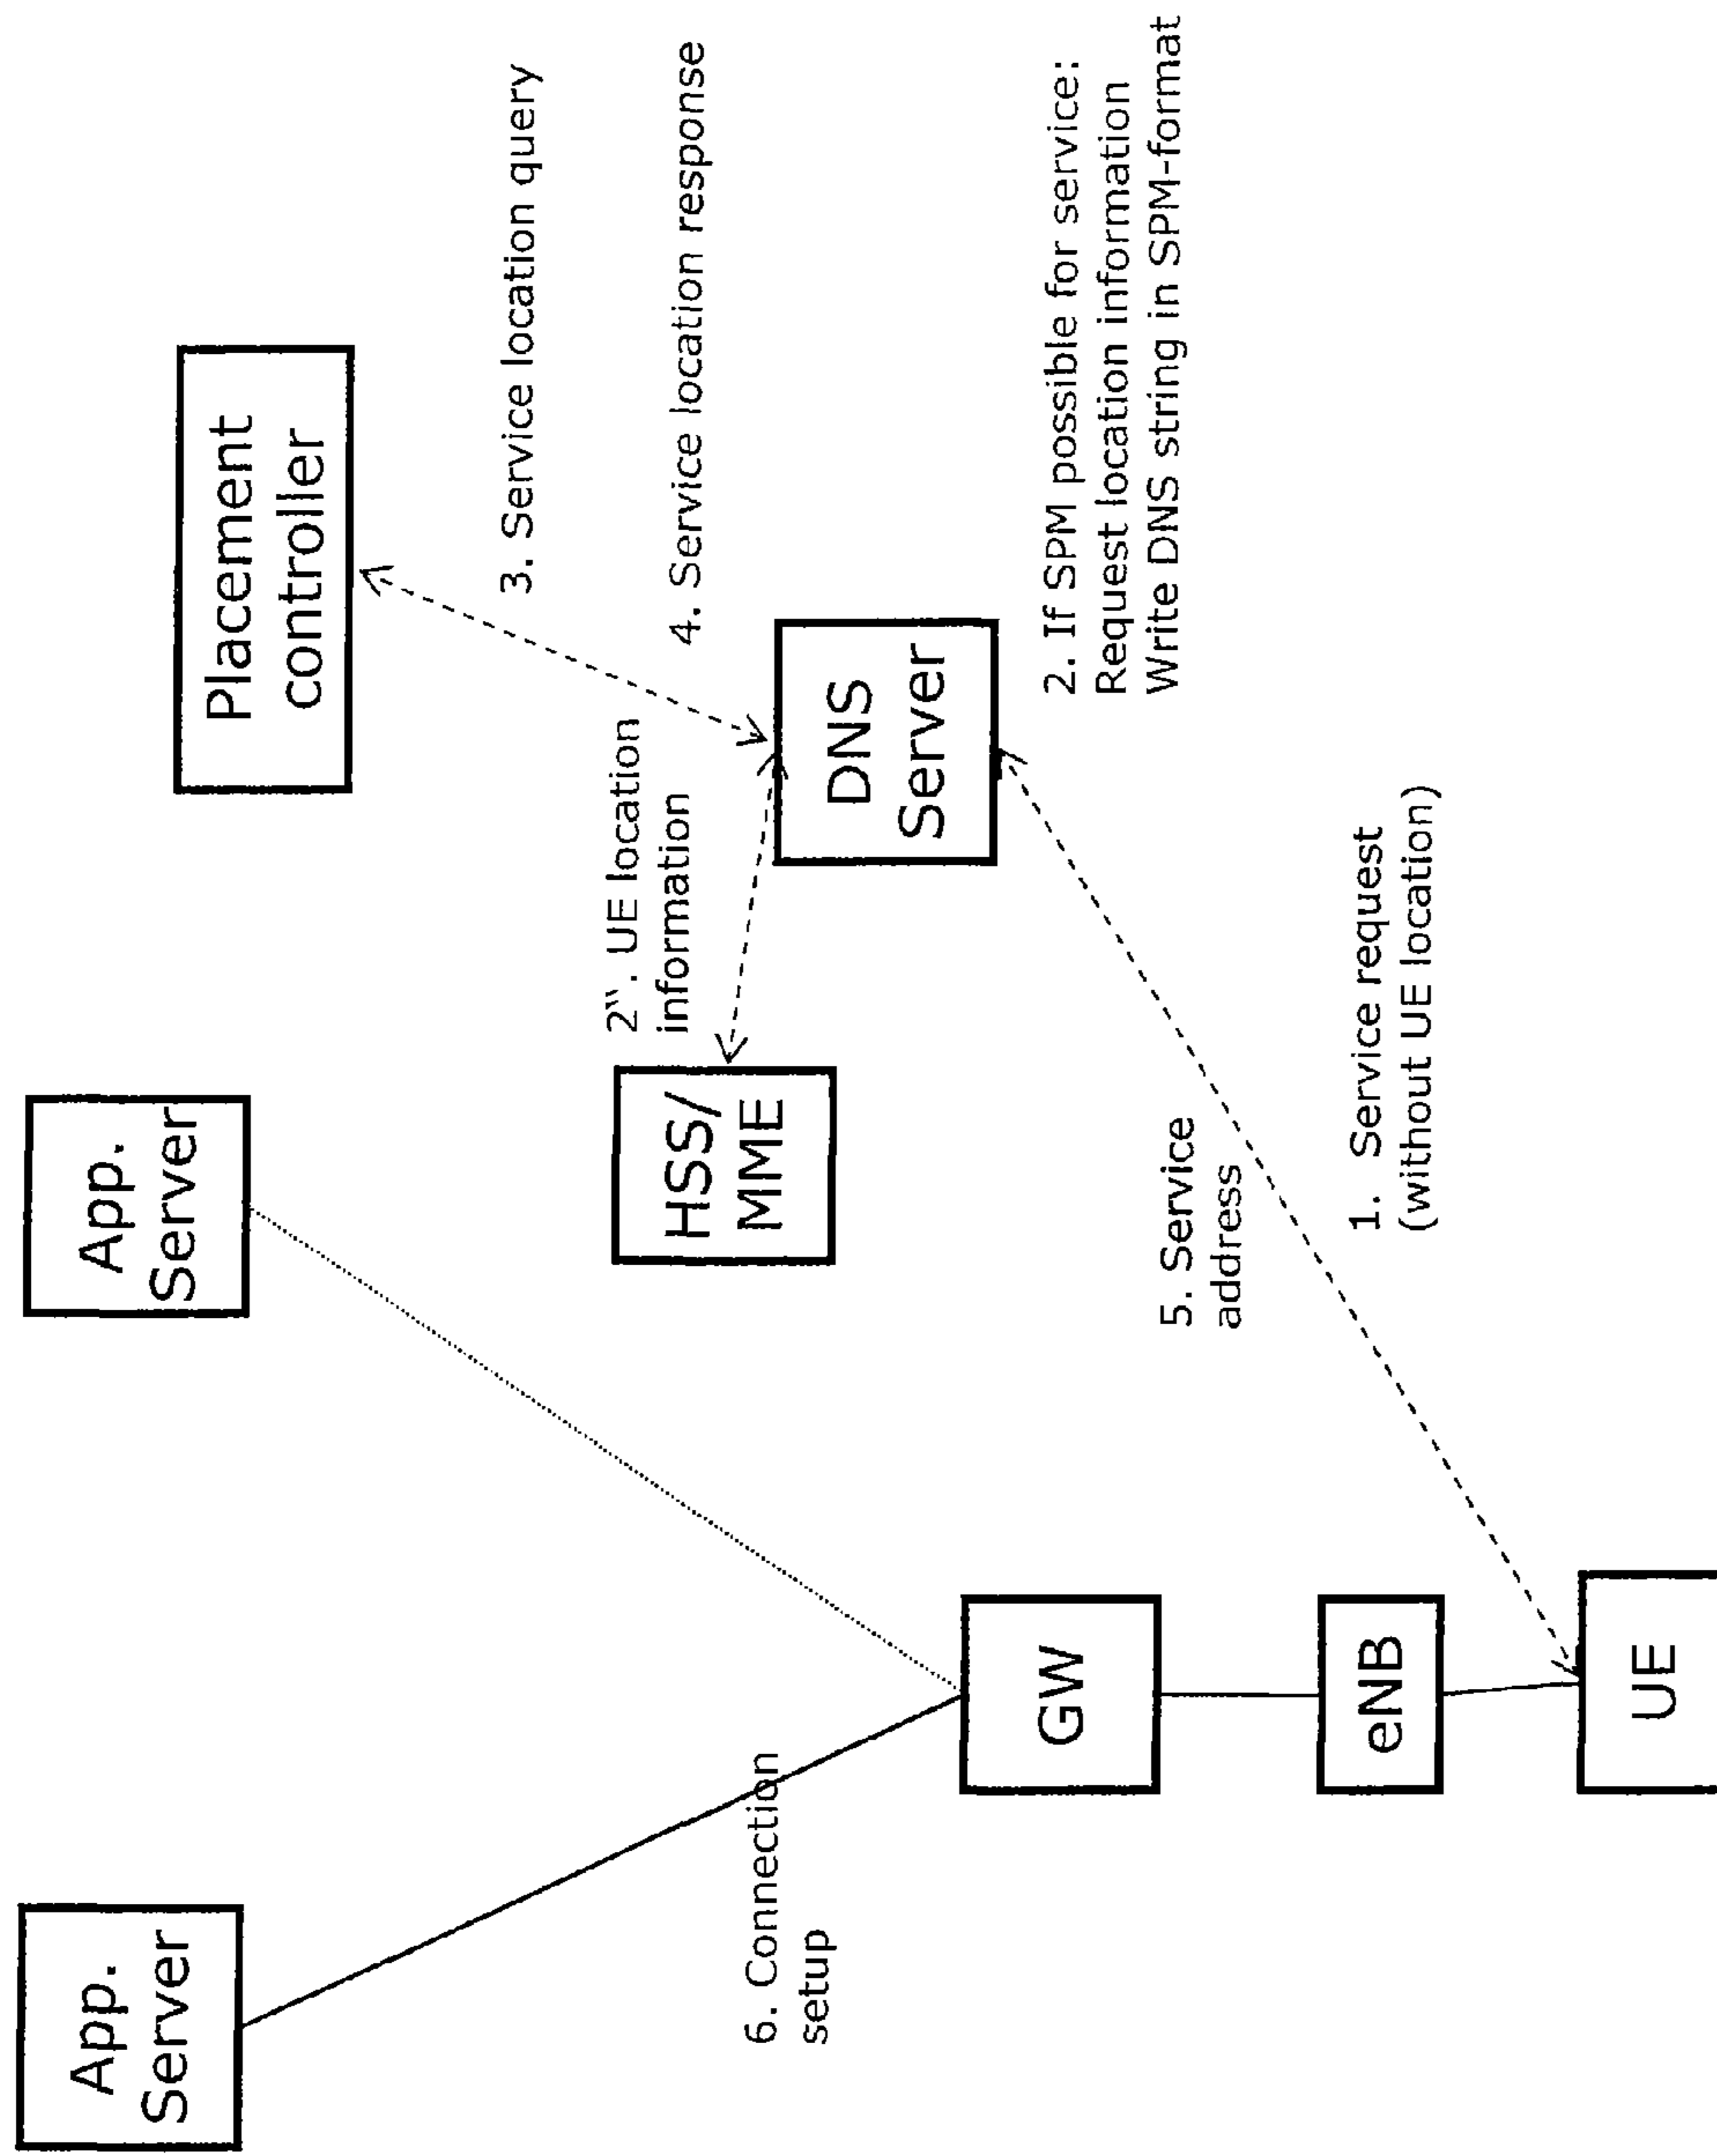 App.
Server
App.
Server
Placement
controller
3. Service location query
4. Service location response
2‶. UE location
information
HSS/
MME
DNS
Server
2. If SPM possible for service:
Request location information
Write DNS string in SPM-format
6. Connection
setup
5. Service
address
1. Service request
(without UE location)
GW
eNB
UE